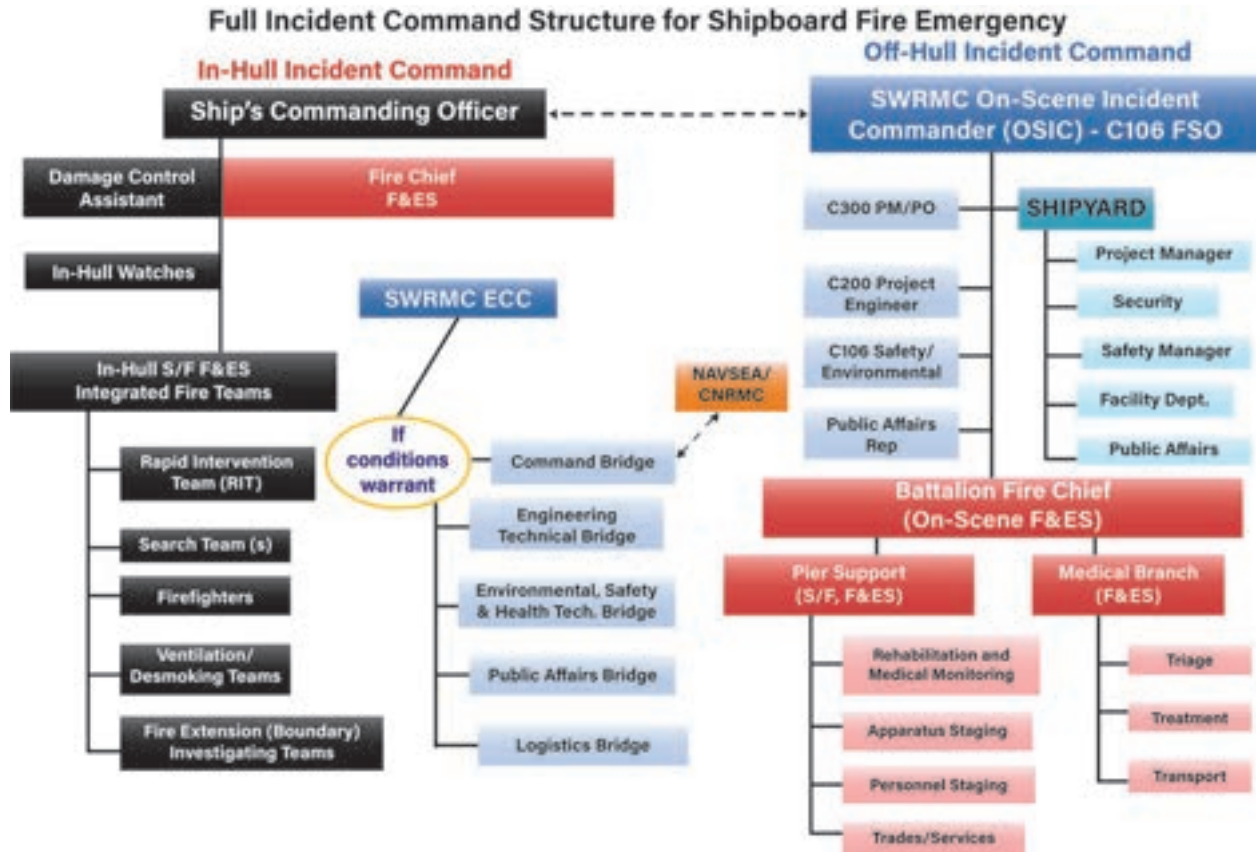 Full Incident Command Structure for Shipboard Fire Emergency
In-Hull Incident Command
Ship's Commanding Officer
Damage Control
Assistant
Fire Chief
F&ES
In-Hull Watches
In-Hull S/F F&ES
Integrated Fire Teams
Rapid Intervention
Team (RIT)
Search Team (s)
Firefighters
Ventilation/
Desmoking Teams
Fire Extension (Boundary)
Investigating Teams
SWRMC ECC
If
conditions
warrant
Command Bridge
Engineering
Technical Bridge
Environmental, Safety
& Health Tech. Bridge
Public Affairs Bridge
Logistics Bridge
NAVSEA/
CNRMC
Off-Hull Incident Command
SWRMC On-Scene Incident
Commander (OSIC) - C106 FSO
C300 PM/PO
C200 Project
Engineer
C106 Safety/
Environmental
Public Affairs
Rep
SHIPYARD
Project Manager
Security
Safety Manager
Facility Dept.
Public Affairs
Battalion Fire Chief
(On-Scene F&ES)
Pier Support
(S/F, F&ES)
Rehabilitation and
Medical Monitoring
Apparatus Staging
Personnel Staging
Trades/Services
Medical Branch
(F&ES)
Triage
Treatment
Transport